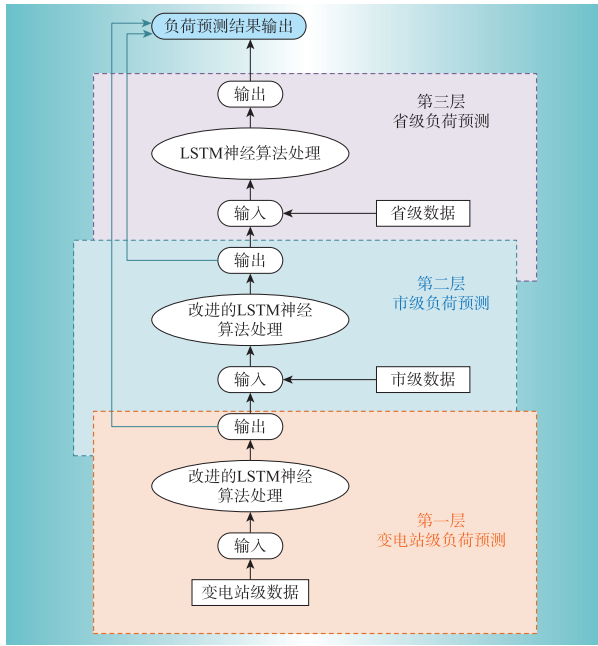 负荷预测结果输出
输出
第三层
省级负荷预测
LSTM神经算法处理
输入
省级数据
输出
第二层
市级负荷预测
改进的LSTM神经
算法处理
输入
市级数据
输出
改进的LSTM神经
算法处理
第一层
变电站级负荷预测
输入
变电站级数据